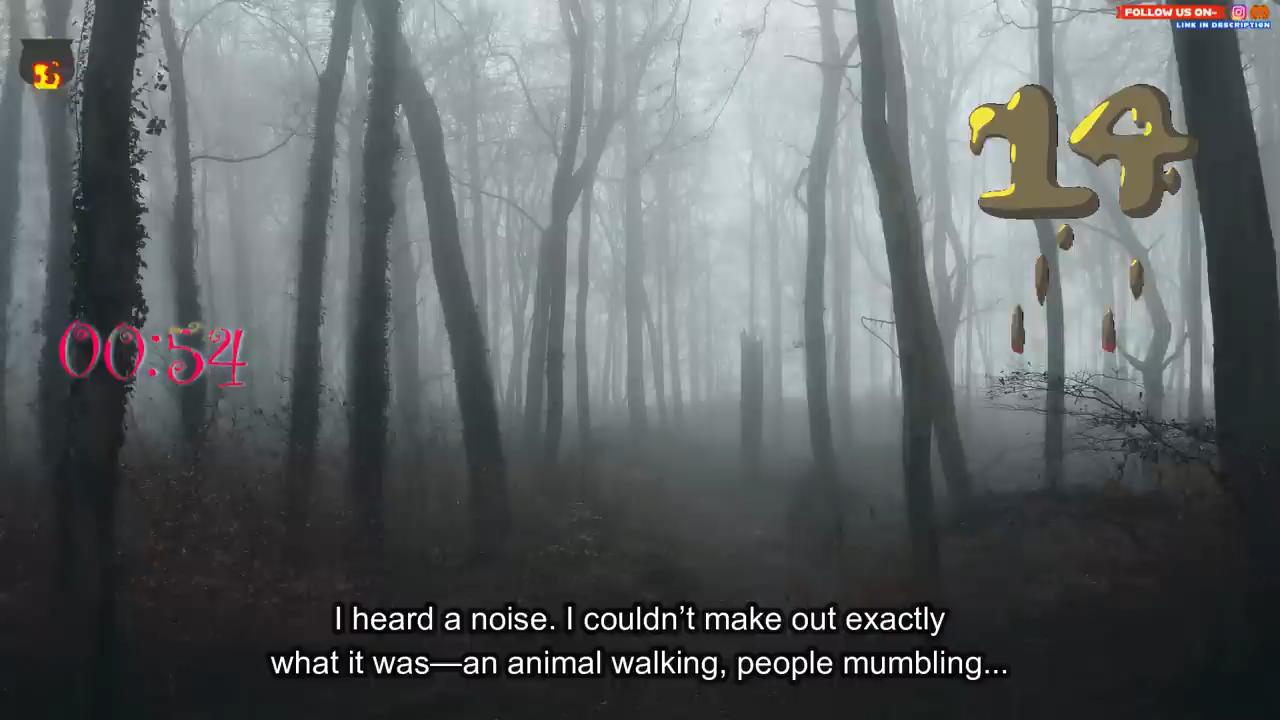 FOLLOW US ON-
LINK IN DESCRIPTION
14
00:54
I heard a noise. I couldn’t make out exactly
what it was—an animal walking, people mumbling...